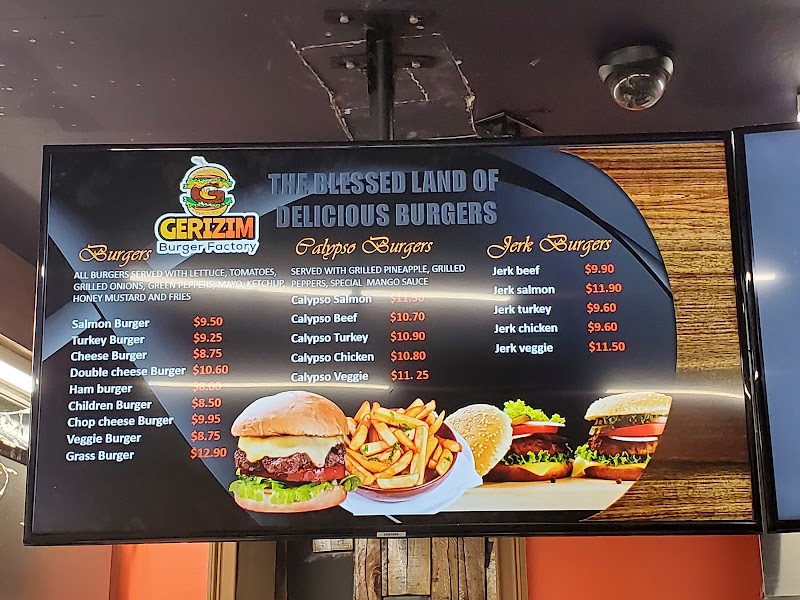 THE BLESSED LAND OF
DELICIOUS BURGERS
G
GERIZIM
Burger Factory
Burgers
ALL BURGERS SERVED WITH LETTUCE, TOMATOES,
GRILLED ONIONS, GREEN PEPPERS, MAYO, KETCHUP,
HONEY MUSTARD AND FRIES
Salmon Burger $9.50
Turkey Burger $9.25
Cheese Burger $8.75
Double cheese Burger $10.60
Ham burger
Children Burger $8.50
Chop cheese Burger $9.95
Veggie Burger $8.75
Grass Burger $12.90
Calypso Burgers
SERVED WITH GRILLED PINEAPPLE, GRILLED
PEPPERS, SPECIAL MANGO SAUCE
Calypso Salmon
Calypso Beef $10.70
Calypso Turkey $10.90
Calypso Chicken $10.80
Calypso Veggie $11. 25
Jerk Burgers
Jerk beef $9.90
Jerk salmon $11.90
Jerk turkey $9.60
Jerk chicken $9.60
Jerk veggie $11.50
SAMSUNG